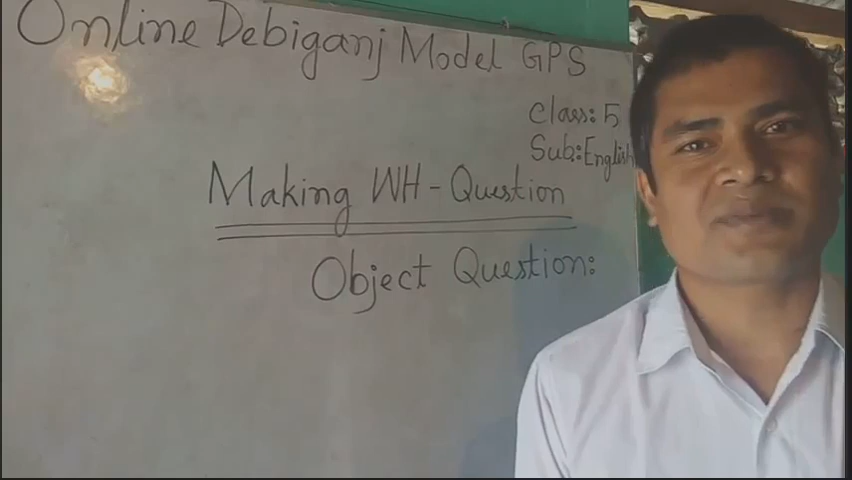 Online Debiganj Model GPS
Class: 5
Sub: English
Making WH - Question
Object Question: